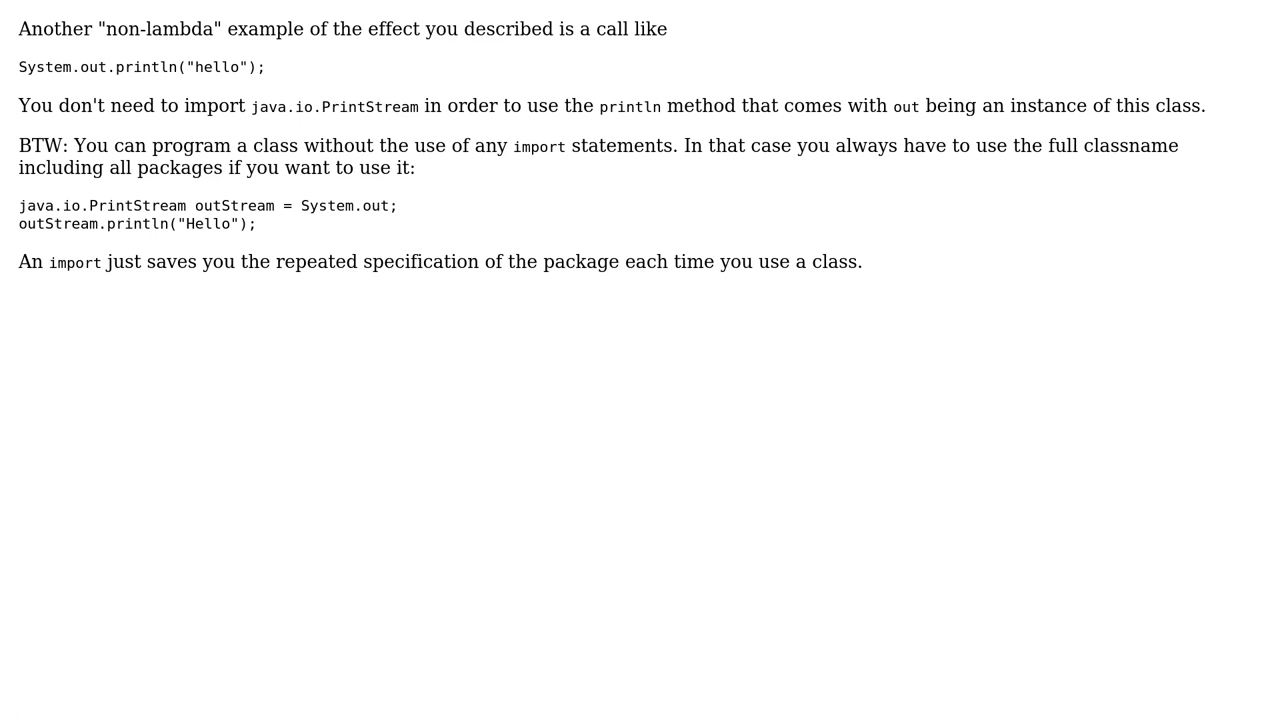 Another "non-lambda" example of the effect you described is a call like
System.out.println("hello");
You don't need to import java.io.PrintStream in order to use the println method that comes with out being an instance of this class.
BTW: You can program a class without the use of any import statements. In that case you always have to use the full classname
including all packages if you want to use it:
java.io.PrintStream outStream = System.out;
outStream.println("Hello");
An import just saves you the repeated specification of the package each time you use a class.